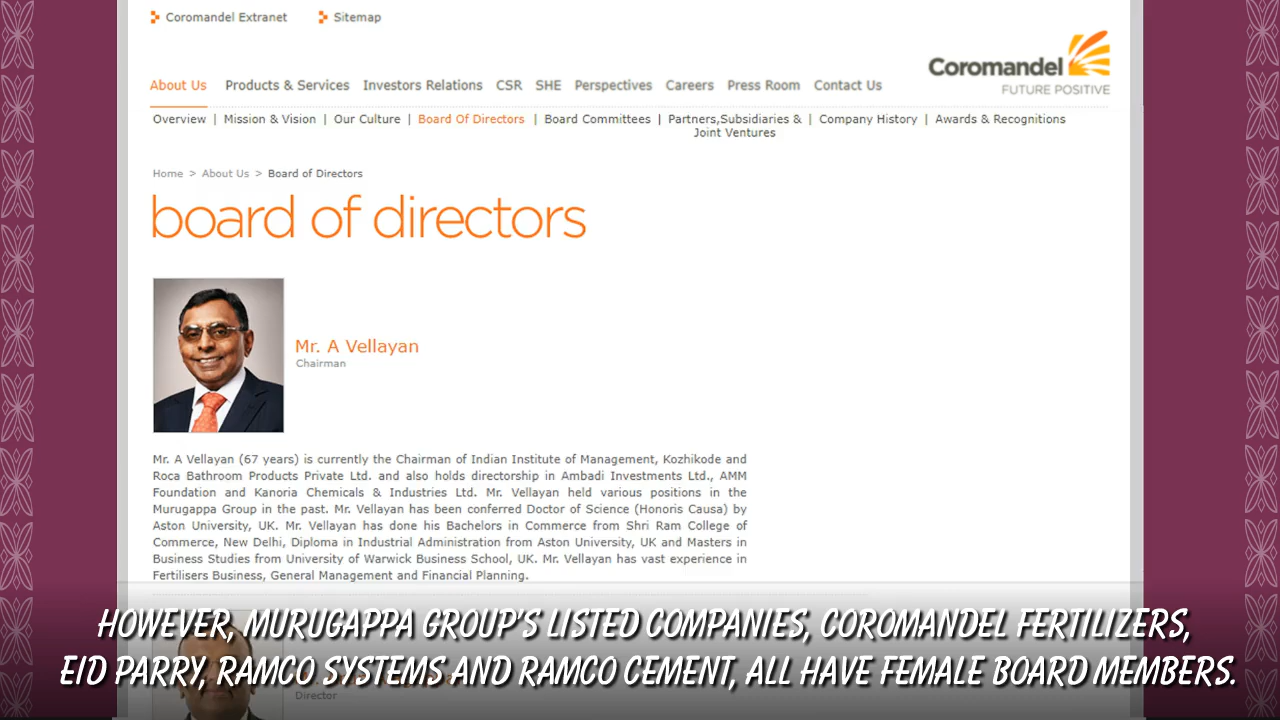 Coromandel Extranet Sitemap
Coromandel
FUTURE POSITIVE
About Us Products & Services Investors Relations CSR SHE Perspectives Careers Press Room Contact Us
Overview | Mission & Vision | Our Culture | Board Of Directors | Board Committees | Partners,Subsidiaries & | Company History | Awards & Recognitions
Joint Ventures
Home > About Us > Board of Directors
board of directors
Mr. A Vellayan
Chairman
Mr. A Vellayan (67 years) is currently the Chairman of Indian Institute of Management, Kozhikode and
Roca Bathroom Products Private Ltd. and also holds directorship in Ambadi Investments Ltd., AMM
Foundation and Kanoria Chemicals & Industries Ltd. Mr. Vellayan held various positions in the
Murugappa Group in the past. Mr. Vellayan has been conferred Doctor of Science (Honoris Causa) by
Aston University, UK. Mr. Vellayan has done his Bachelors in Commerce from Shri Ram College of
Commerce, New Delhi, Diploma in Industrial Administration from Aston University, UK and Masters in
Business Studies from University of Warwick Business School, UK. Mr. Vellayan has vast experience in
Fertilisers Business, General Management and Financial Planning.
HOWEVER, MURUGAPPA GROUP'S LISTED COMPANIES, COROMANDEL FERTILIZERS,
EID PARRY, RAMCO SYSTEMS AND RAMCO CEMENT, ALL HAVE FEMALE BOARD MEMBERS.
Director